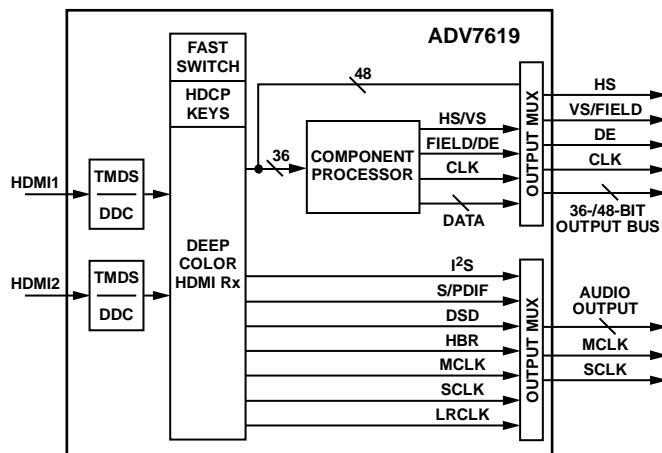 ADV7619
FAST
SWITCH
HDCP
KEYS
DEEP
COLOR
HDMI Rx
HDMI1
TMDS
DDC
HDMI2
TMDS
DDC
48
36
COMPONENT
PROCESSOR
HS/VS
FIELD/DE
CLK
DATA
OUTPUT MUX
HS
VS/FIELD
DE
CLK
36-/48-BIT
OUTPUT BUS
I²S
S/PDIF
DSD
HBR
MCLK
SCLK
LRCLK
OUTPUT MUX
AUDIO
OUTPUT
MCLK
SCLK